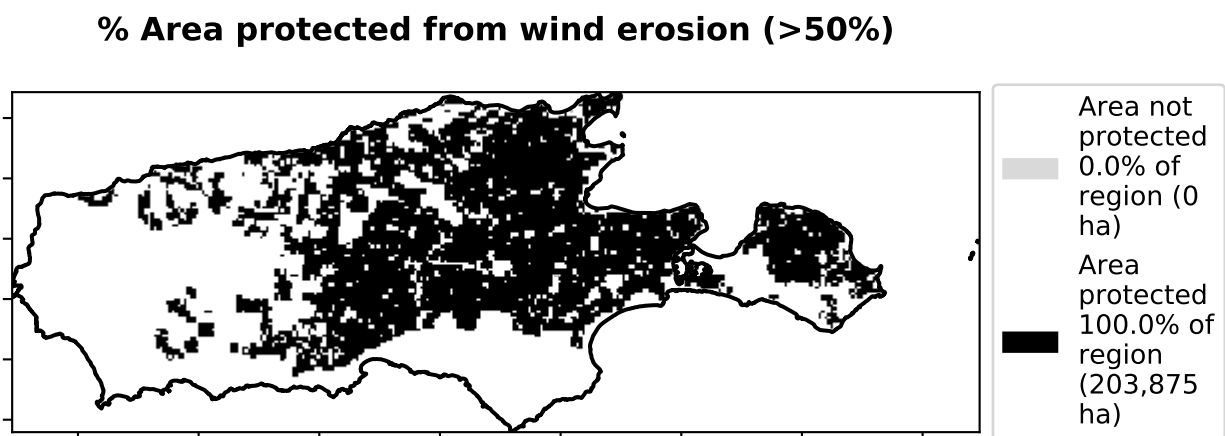 % Area protected from wind erosion (>50%)
Area not
protected
0.0% of
region (0
ha)
Area
protected
100.0% of
region
(203,875
ha)